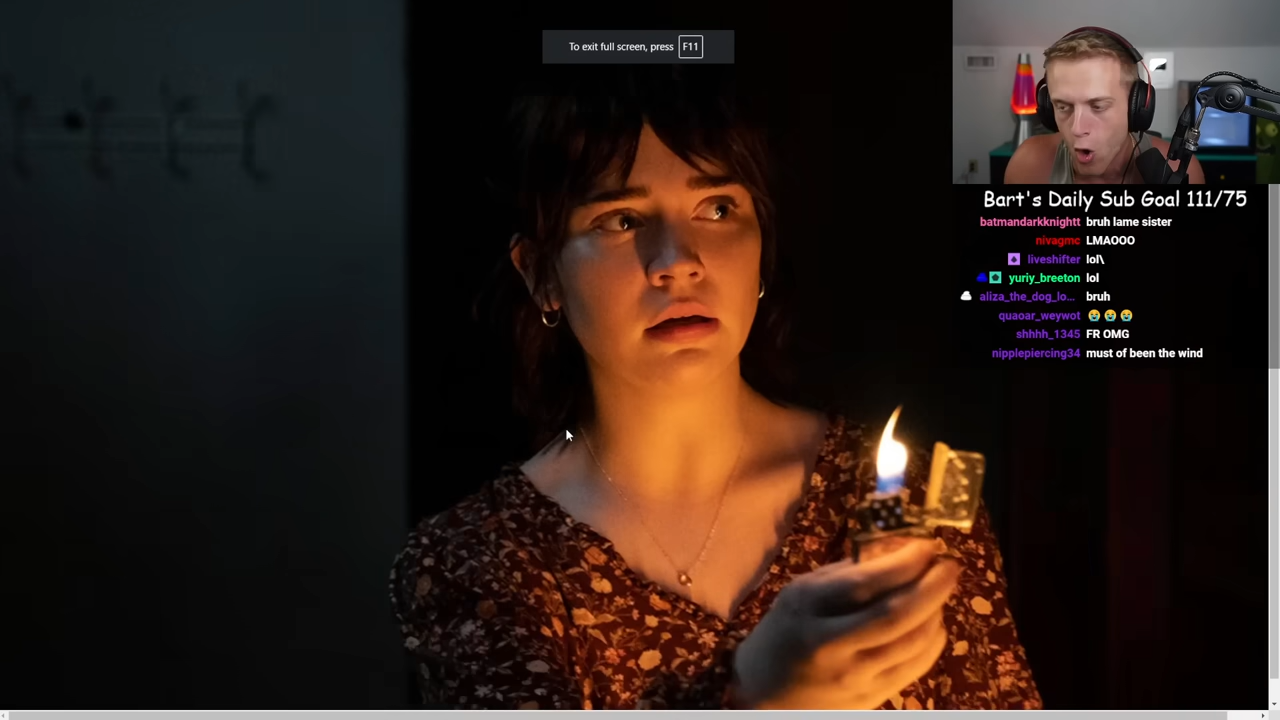 To exit full screen, press F11
Bart's Daily Sub Goal 111/75
batmandarkknightt bruh lame sister
nivagmc LMAOOO
liveshifter lol\
yuriy_breeton lol
aliza_the_dog_lo... bruh
quaoar_weywot 😭😭😭
shhhh_1345 FR OMG
nipplepiercing34 must of been the wind